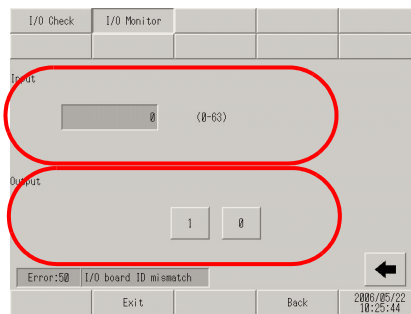 I/O Check I/O Monitor
Input
0 (0-63)
Output
1 0
Error:50 I/O board ID mismatch
Exit Back 2006/05/22
10:25:44